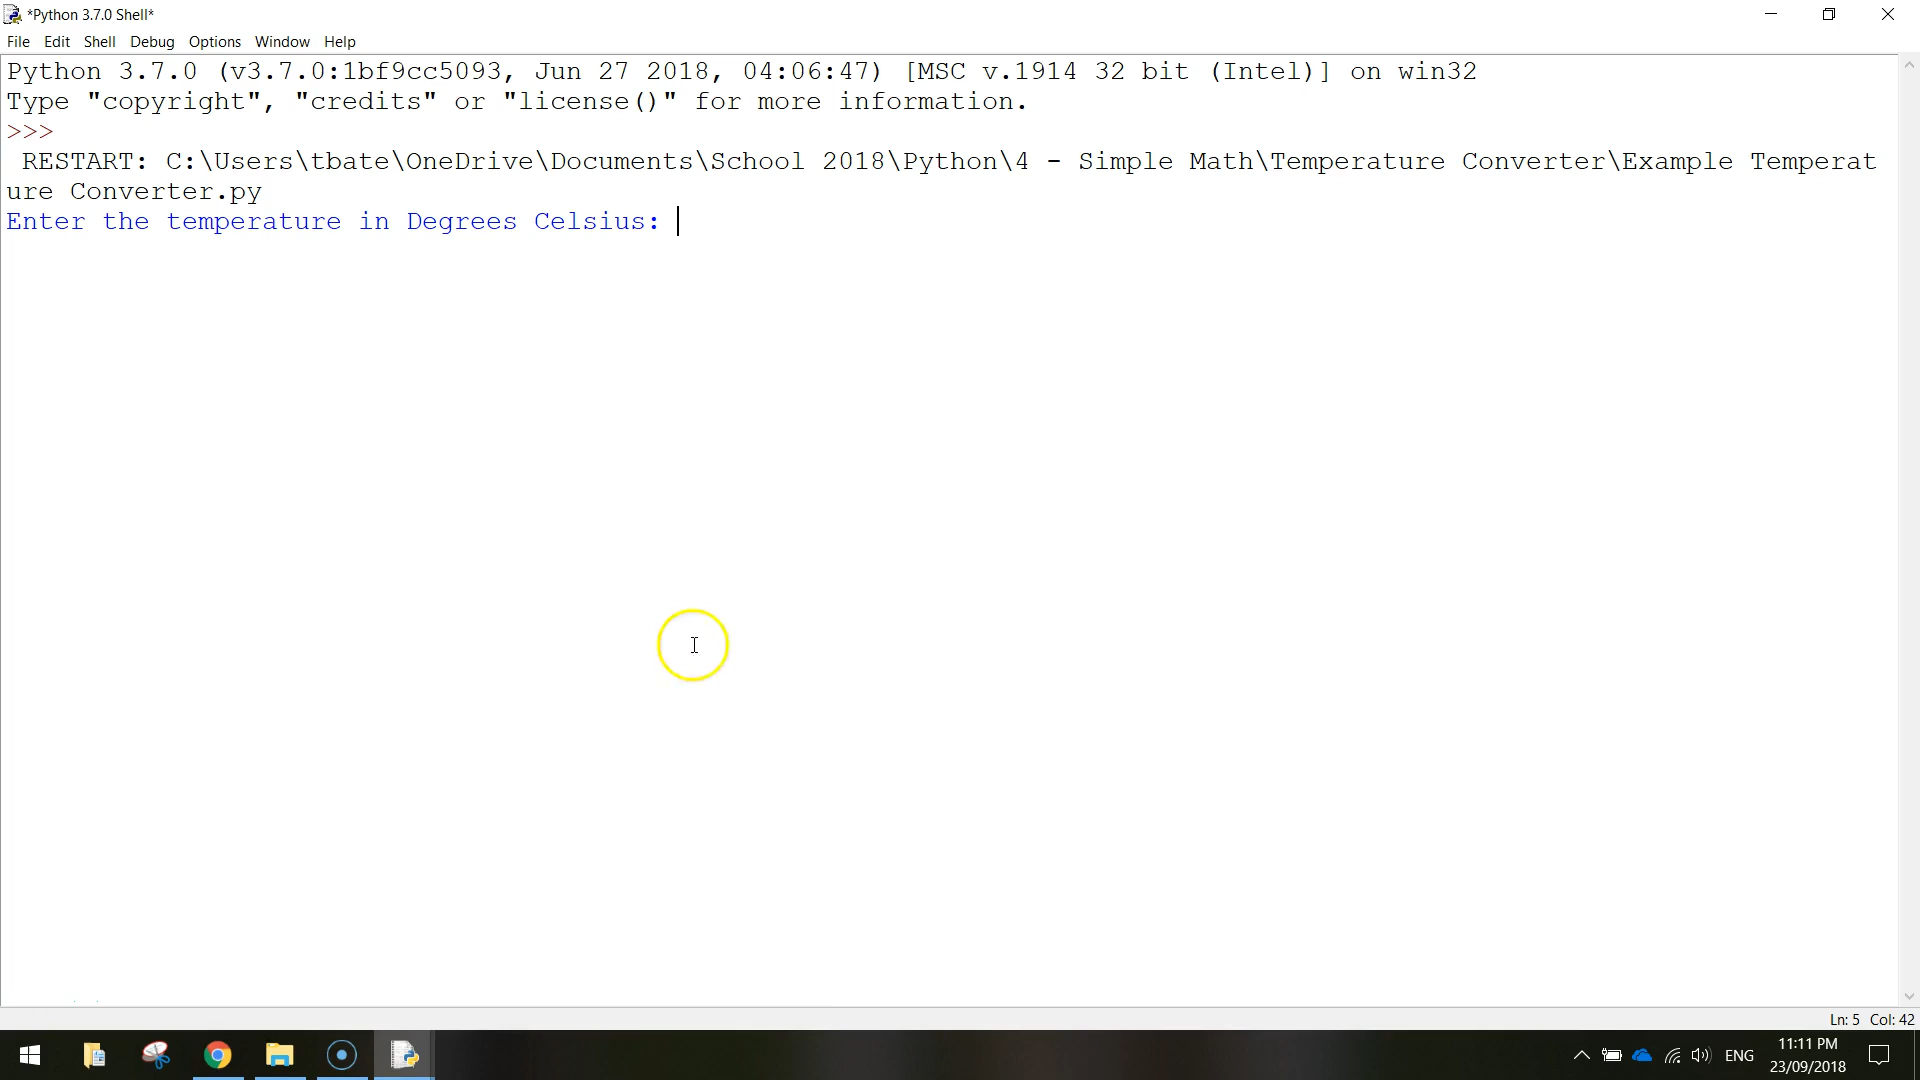 *Python 3.7.0 Shell*
File Edit Shell Debug Options Window Help
Python 3.7.0 (v3.7.0:1bf9cc5093, Jun 27 2018, 04:06:47) [MSC v.1914 32 bit (Intel)] on win32
Type "copyright", "credits" or "license()" for more information.
>>>
RESTART: C:\Users\tbate\OneDrive\Documents\School 2018\Python\4 - Simple Math\Temperature Converter\Example Temperat
ure Converter.py
Enter the temperature in Degrees Celsius:
Ln: 5 Col: 42
ENG
11:11 PM
23/09/2018